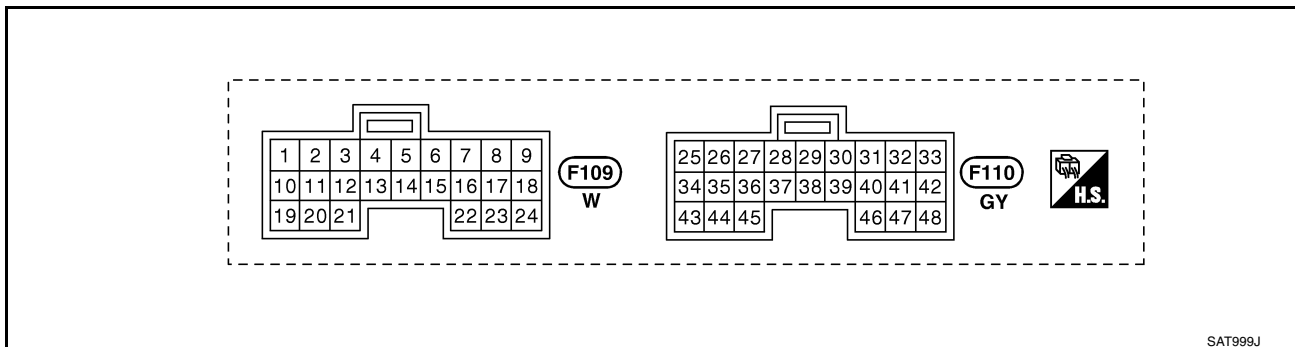 1 2 3 4 5 6 7 8 9
10 11 12 13 14 15 16 17 18
19 20 21 22 23 24
F109
W
25 26 27 28 29 30 31 32 33
34 35 36 37 38 39 40 41 42
43 44 45 46 47 48
F110
GY
H.S.
SAT999J